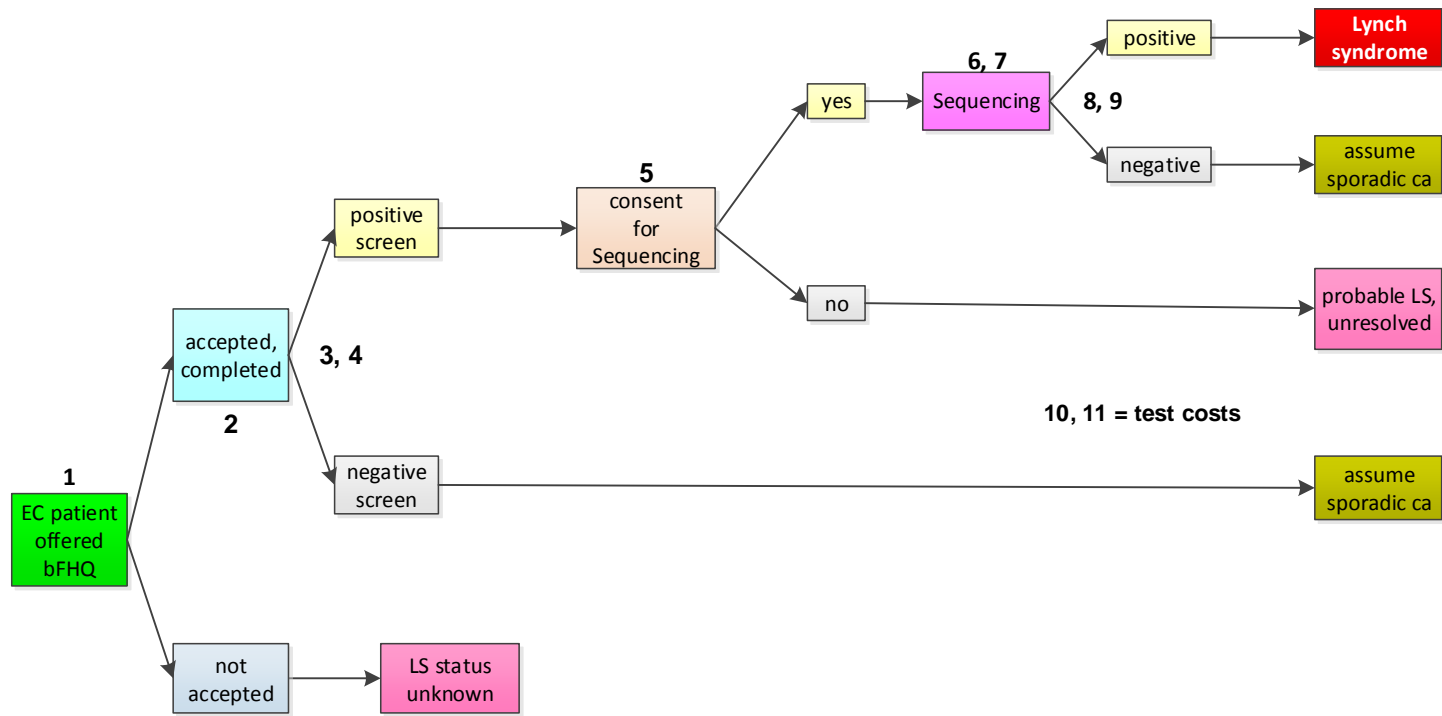 1
EC patient
offered
bFHQ
accepted,
completed
2
not
accepted
LS status
unknown
3, 4
positive
screen
negative
screen
5
consent
for
Sequencing
yes
no
6, 7
Sequencing
8, 9
positive
negative
Lynch
syndrome
assume
sporadic ca
probable LS,
unresolved
10, 11 = test costs
assume
sporadic ca